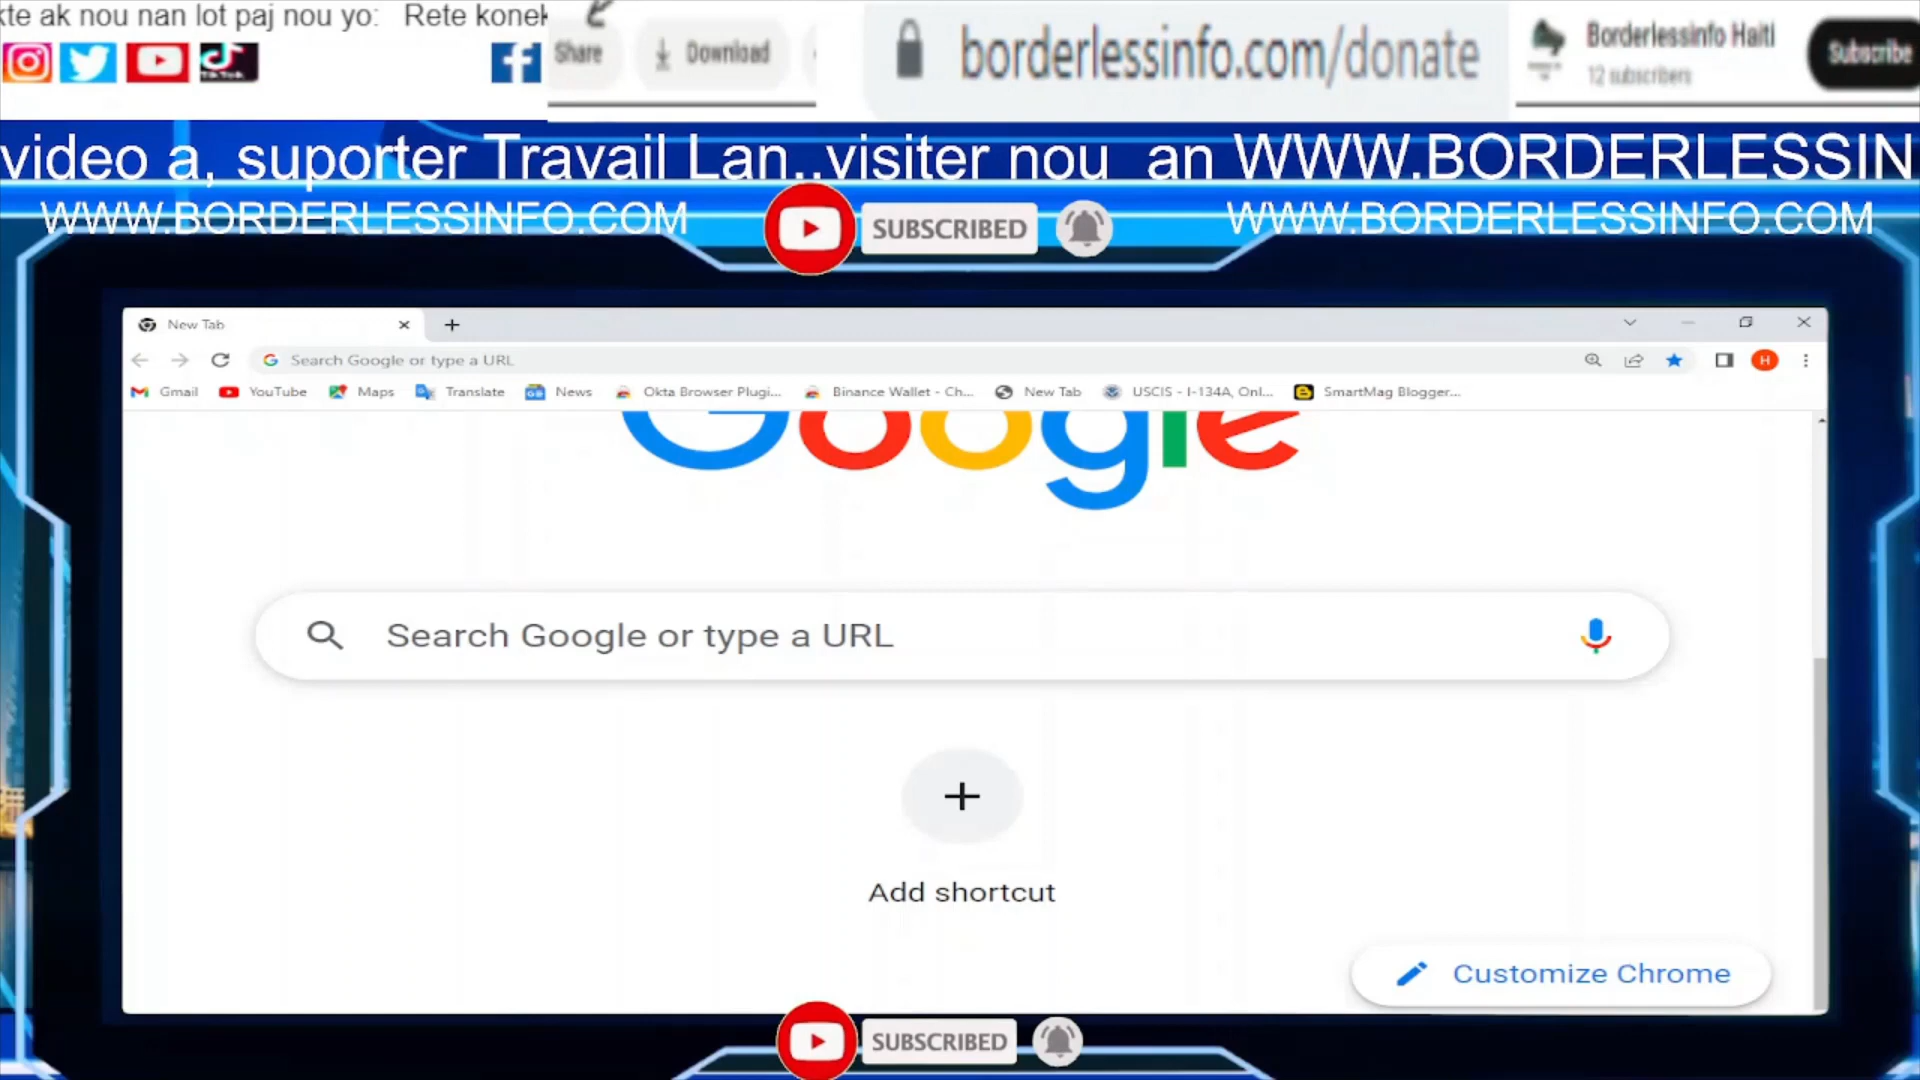 kte ak nou nan lot paj nou yo: Rete konek
Share
Download
borderlessinfo.com/donate
Borderlessinfo Haiti
12 subscribers
Subscribe
video a, suporter Travail Lan..visiter nou an WWW.BORDERLESSIN
WWW.BORDERLESSINFO.COM
SUBSCRIBED
WWW.BORDERLESSINFO.COM
New Tab
Search Google or type a URL
H
Gmail YouTube Maps Translate News Okta Browser Plugi... Binance Wallet - Ch... New Tab USCIS - I-134A, Onl... SmartMag Blogger...
Google
Search Google or type a URL
Add shortcut
Customize Chrome
SUBSCRIBED